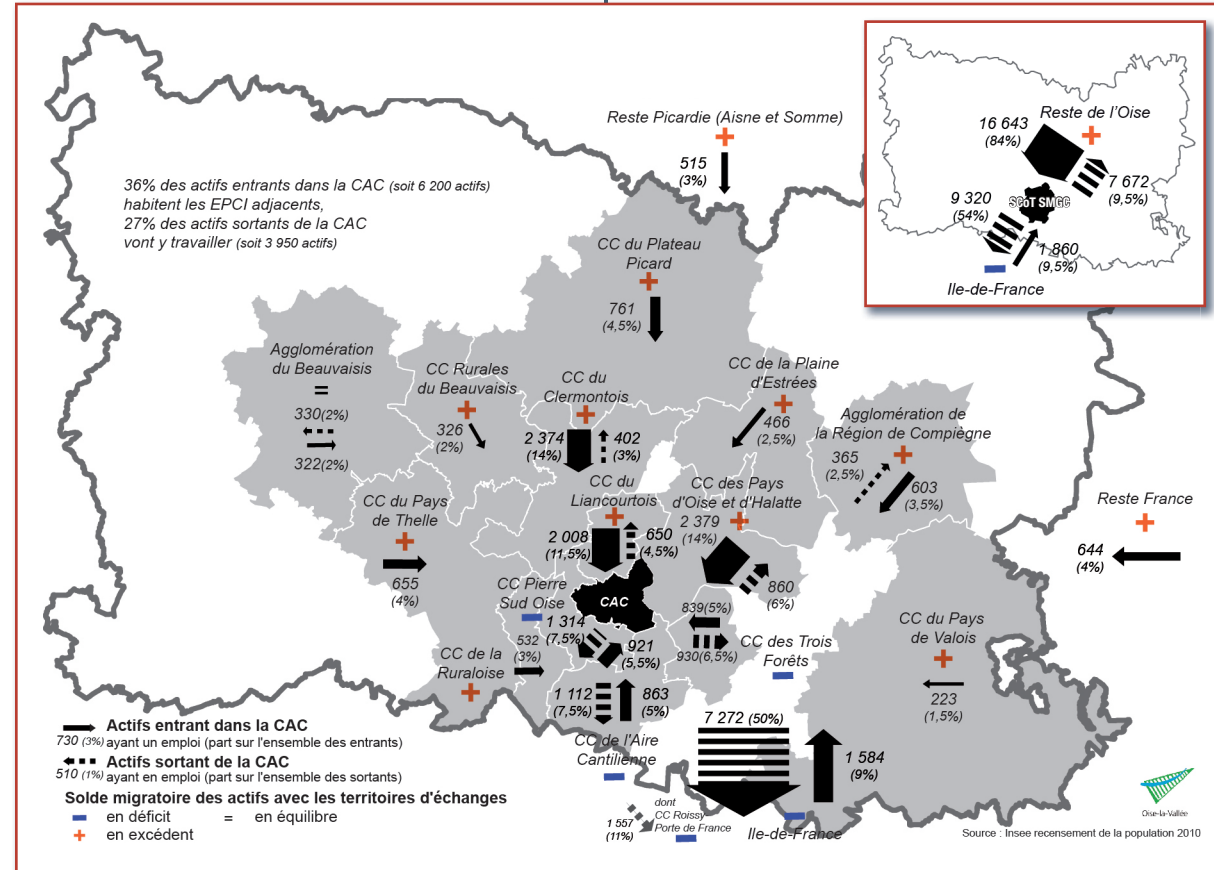 Reste Picardie (Aisne et Somme)
515
(3%)
36% des actifs entrants dans la CAC (soit 6 200 actifs)
habitent les EPCI adjacents,
27% des actifs sortants de la CAC
vont y travailler (soit 3 950 actifs)
Reste de l'Oise
16 643
(84%)
7 672
(9,5%)
9 320
(54%)
SCoT SMGC
1 860
(9,5%)
Ile-de-France
CC du Plateau
Picard
761
(4,5%)
Agglomération
du Beauvaisis
=
330(2%)
322(2%)
CC Rurales
du Beauvaisis
326
(2%)
CC du
Clermontois
2 374
(14%)
402
(3%)
CC de la Plaine
d'Estrées
466
(2,5%)
Agglomération de
la Région de Compiègne
365
(2,5%)
603
(3,5%)
CC du
Liancourtois
2 008
(11,5%)
650
(4,5%)
CC des Pays
d'Oise et d'Halatte
2 379
(14%)
860
(6%)
CC du Pays
de Thelle
655
(4%)
Reste France
644
(4%)
CC Pierre
Sud Oise
1 314
(7,5%)
921
(5,5%)
CAC
839(5%)
930(6,5%)
CC des Trois
Forêts
CC du Pays
de Valois
223
(1,5%)
CC de la
Ruraloise
532
(3%)
1 112
(7,5%)
863
(5%)
CC de l'Aire
Cantilienne
7 272 (50%)
1 584
(9%)
dont
CC Roissy
Porte de France
1 557
(11%)
Ile-de-France
Actifs entrant dans la CAC
730 (3%) ayant un emploi (part sur l'ensemble des entrants)
Actifs sortant de la CAC
510 (1%) ayant en emploi (part sur l'ensemble des sortants)
Solde migratoire des actifs avec les territoires d'échanges
en déficit = en équilibre
en excédent
Oise-la-Vallée
Source : Insee recensement de la population 2010